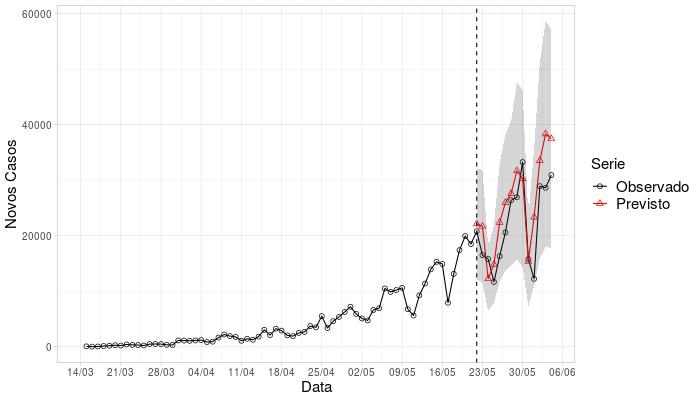 60000
40000
20000
0
Novos Casos
14/03 21/03 28/03 04/04 11/04 18/04 25/04 02/05 09/05 16/05 23/05 30/05 06/06
Data
Serie
Observado
Previsto